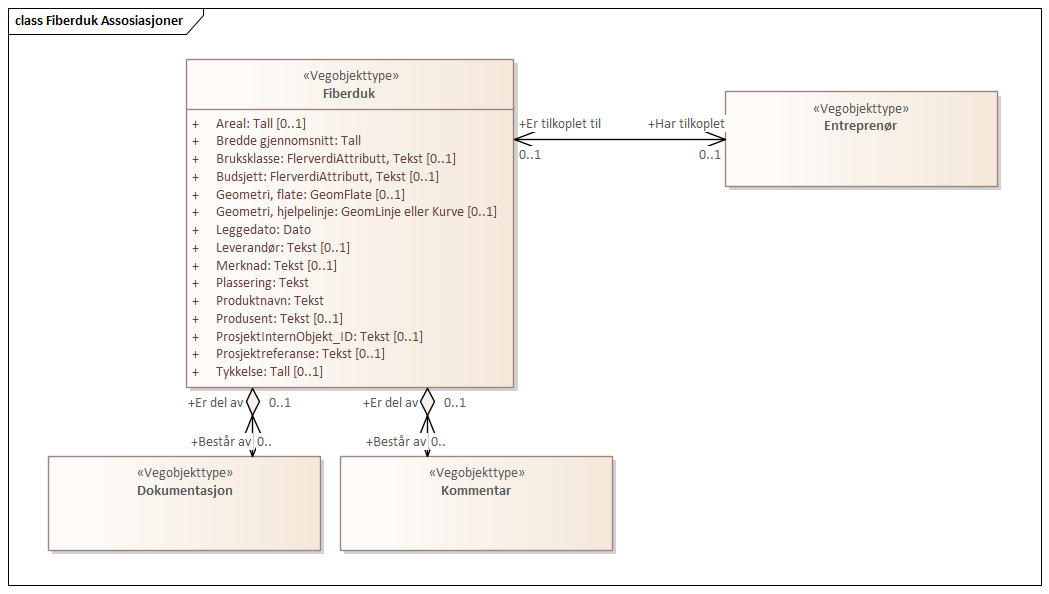 class Fiberduk Assosiasjoner
«Vegobjekttype»
Fiberduk
+ Areal: Tall [0..1]
+ Bredde gjennomsnitt: Tall
+ Bruksklasse: FlerverdiAttributt, Tekst [0..1]
+ Budsjett: FlerverdiAttributt, Tekst [0..1]
+ Geometri, flate: GeomFlate [0..1]
+ Geometri, hjelpelinje: GeomLinje eller Kurve [0..1]
+ Leggedato: Dato
+ Leverandør: Tekst [0..1]
+ Merknad: Tekst [0..1]
+ Plassering: Tekst
+ Produktnavn: Tekst
+ Produsent: Tekst [0..1]
+ ProsjektInternObjekt_ID: Tekst [0..1]
+ Prosjektreferanse: Tekst [0..1]
+ Tykkelse: Tall [0..1]
+Er tilkoplet til +Har tilkoplet
0..1 0..1
«Vegobjekttype»
Entreprenør
+Er del av 0..1 +Er del av 0..1
+Består av 0.. +Består av 0..
«Vegobjekttype»
Dokumentasjon
«Vegobjekttype»
Kommentar